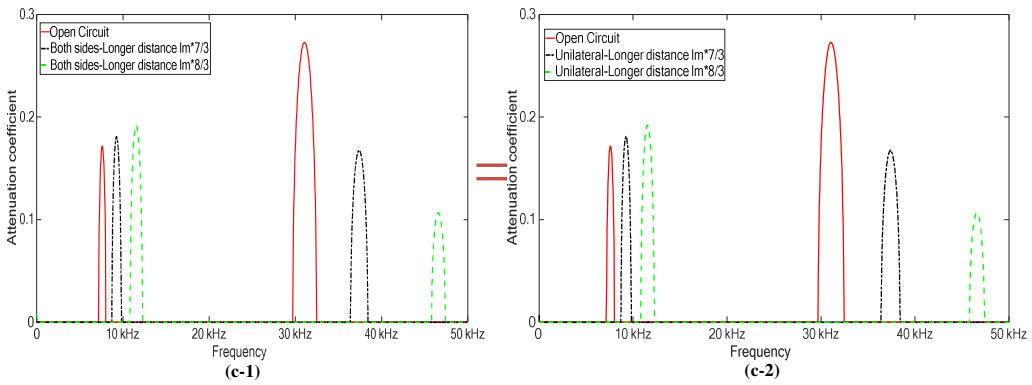 0.3
0.2
0.1
0
Attenuation coefficient
Open Circuit
Both sides-Longer distance lm*7/3
Both sides-Longer distance lm*8/3
0
10 kHz
20 kHz
30 kHz
40 kHz
50 kHz
Frequency
(c-1)
=
0.3
0.2
0.1
0
Attenuation coefficient
Open Circuit
Unilateral-Longer distance lm*7/3
Unilateral-Longer distance lm*8/3
0
10 kHz
20 kHz
30 kHz
40 kHz
50 kHz
Frequency
(c-2)